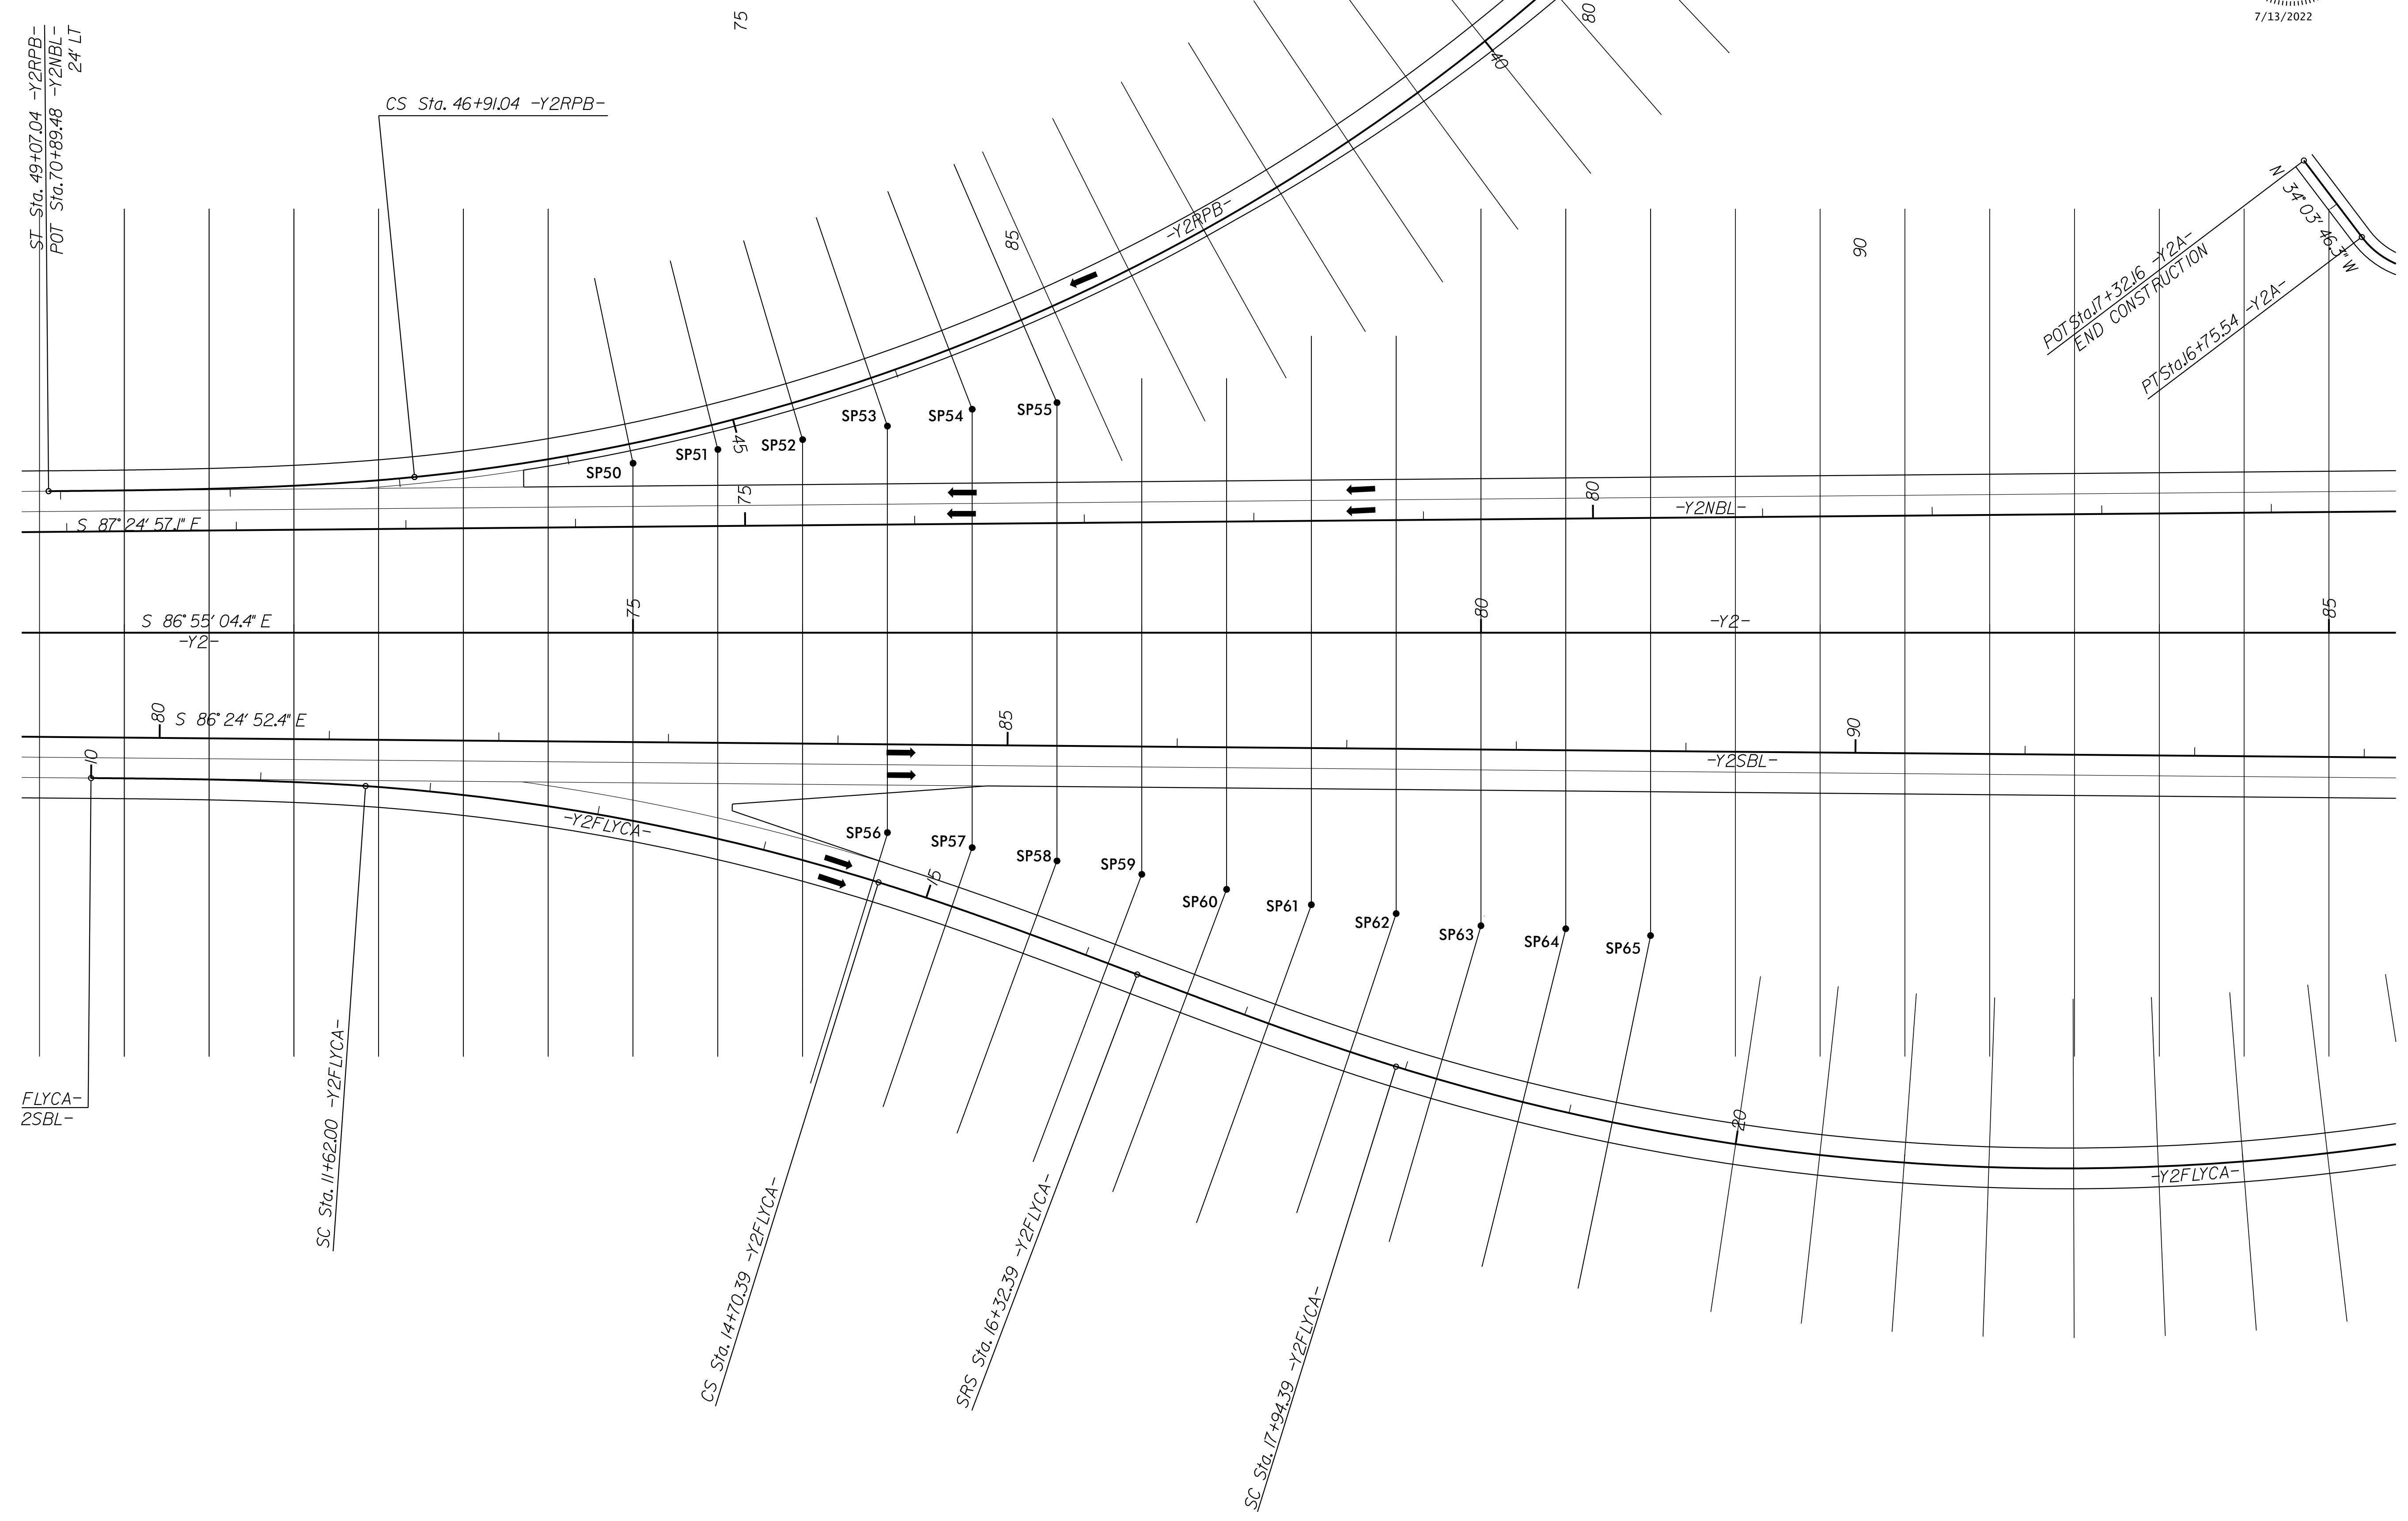 7/13/2022
ST Sta. 49+07.04 -Y2RPB-
POT Sta.70+89.48 -Y2NBL-
24' LT
75
80
40
CS Sta. 46+91.04 -Y2RPB-
-Y2RPB-
85
90
N 34° 03' 46.3" W
POTSta.17+32.16 -Y2A-
END CONSTRUCTION
PTSta.16+75.54 -Y2A-
SP53
SP54
SP55
45
SP52
SP51
SP50
75
80
-Y2NBL-
S 87° 24' 57.1" E
75
80
85
S 86° 55' 04.4" E
-Y2-
-Y2-
80
S 86° 24' 52.4" E
85
90
10
-Y2SBL-
-Y2FLYCA-
SP56
SP57
SP58
SP59
15
SP60
SP61
SP62
SP63
SP64
SP65
FLYCA-
2SBL-
SC Sta. 11+62.00 -Y2FLYCA-
20
-Y2FLYCA-
CS Sta. 14+70.39 -Y2FLYCA-
SRS Sta. 16+32.39 -Y2FLYCA-
SC Sta. 17+94.39 -Y2FLYCA-